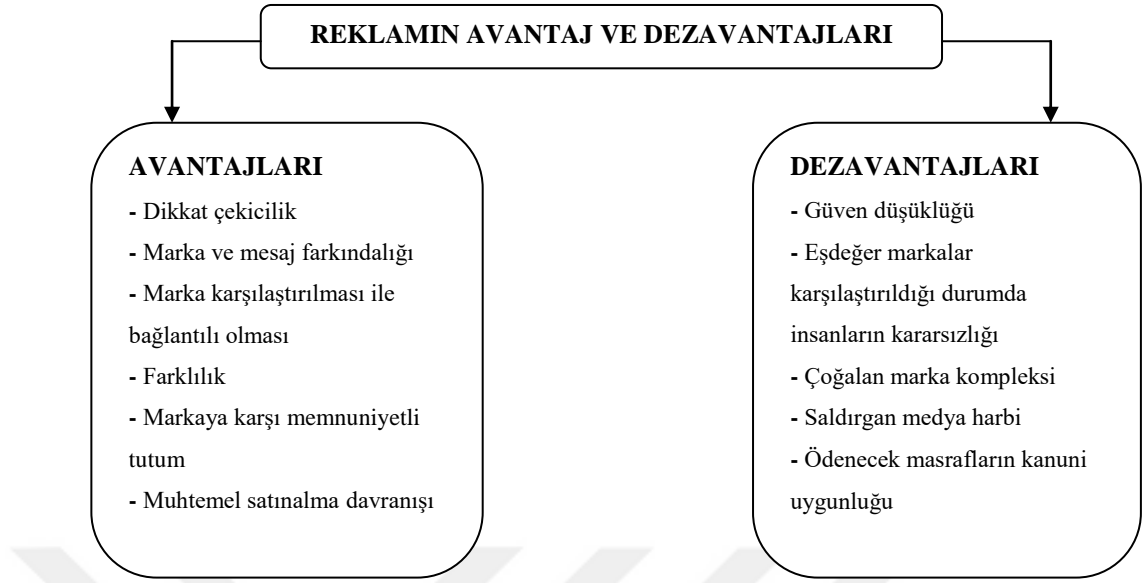 REKLAMIN AVANTAJ VE DEZAVANTAJLARI
AVANTAJLARI
- Dikkat çekicilik
- Marka ve mesaj farkındalığı
- Marka karşılaştırılması ile
bağlantılı olması
- Farklılık
- Markaya karşı memnuniyetli
tutum
- Muhtemel satınalma davranışı
DEZAVANTAJLARI
- Güven düşüklüğü
- Eşdeğer markalar
karşılaştırıldığı durumda
insanların kararsızlığı
- Çoğalan marka kompleksi
- Saldırgan medya harbi
- Ödenecek masrafların kanuni
uygunluğu